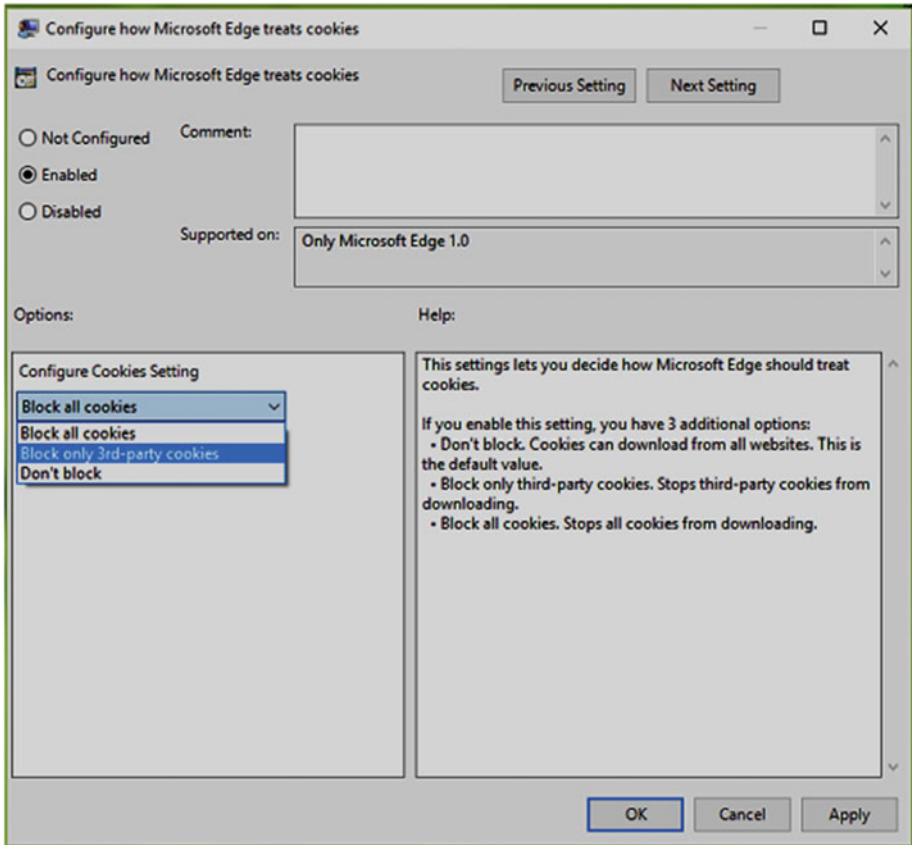 Configure how Microsoft Edge treats cookies
Configure how Microsoft Edge treats cookies
Previous Setting
Next Setting
Not Configured
Enabled
Disabled
Comment:
Supported on:
Only Microsoft Edge 1.0
Options:
Help:
Configure Cookies Setting
Block all cookies
Block all cookies
Block only 3rd-party cookies
Don't block
This settings lets you decide how Microsoft Edge should treat
cookies.
If you enable this setting, you have 3 additional options:
• Don't block. Cookies can download from all websites. This is
the default value.
• Block only third-party cookies. Stops third-party cookies from
downloading.
• Block all cookies. Stops all cookies from downloading.
OK
Cancel
Apply